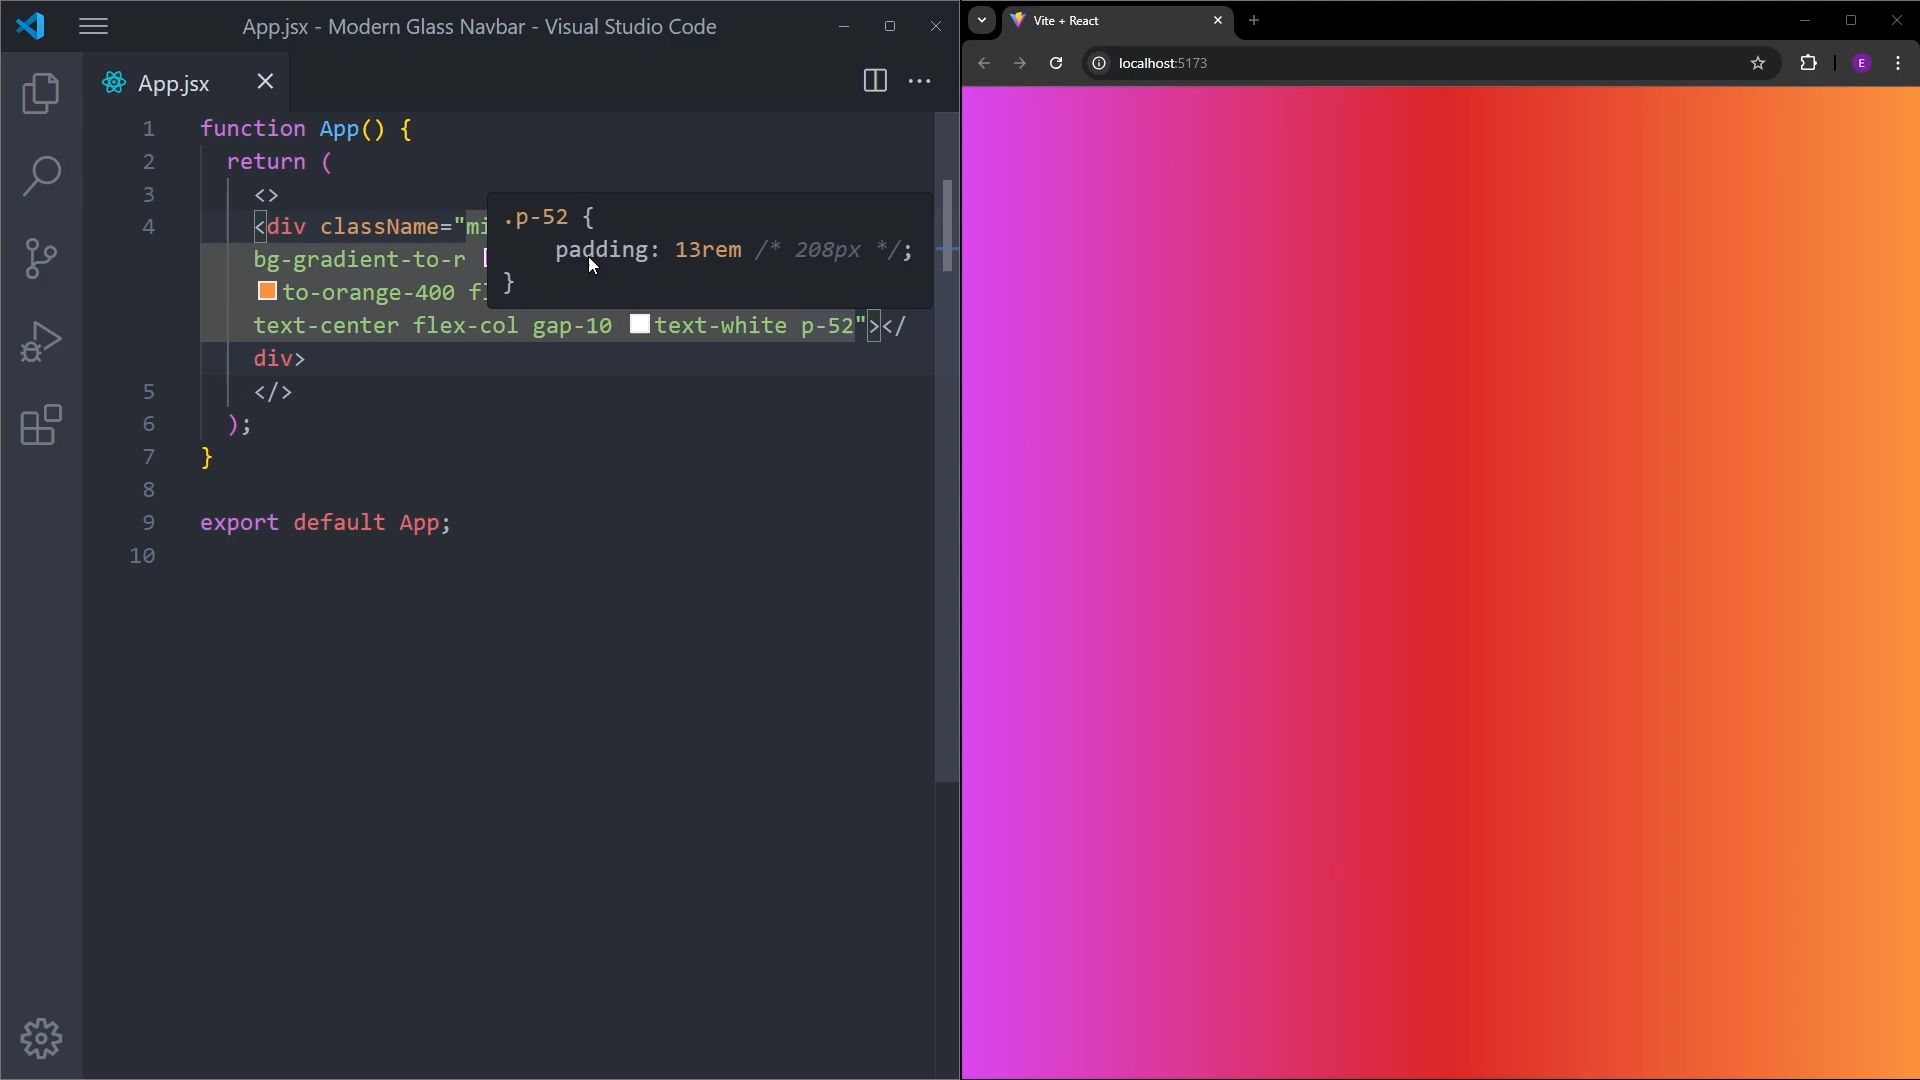 App.jsx - Modern Glass Navbar - Visual Studio Code
App.jsx
1 function App() {
2 return (
3 <>
4 <div className="mi
bg-gradient-to-r
to-orange-400 fl
text-center flex-col gap-10 text-white p-52"></
div>
5 </>
6 );
7 }
8
9 export default App;
10
.p-52 {
padding: 13rem /* 208px */;
}
Vite + React
localhost:5173
E